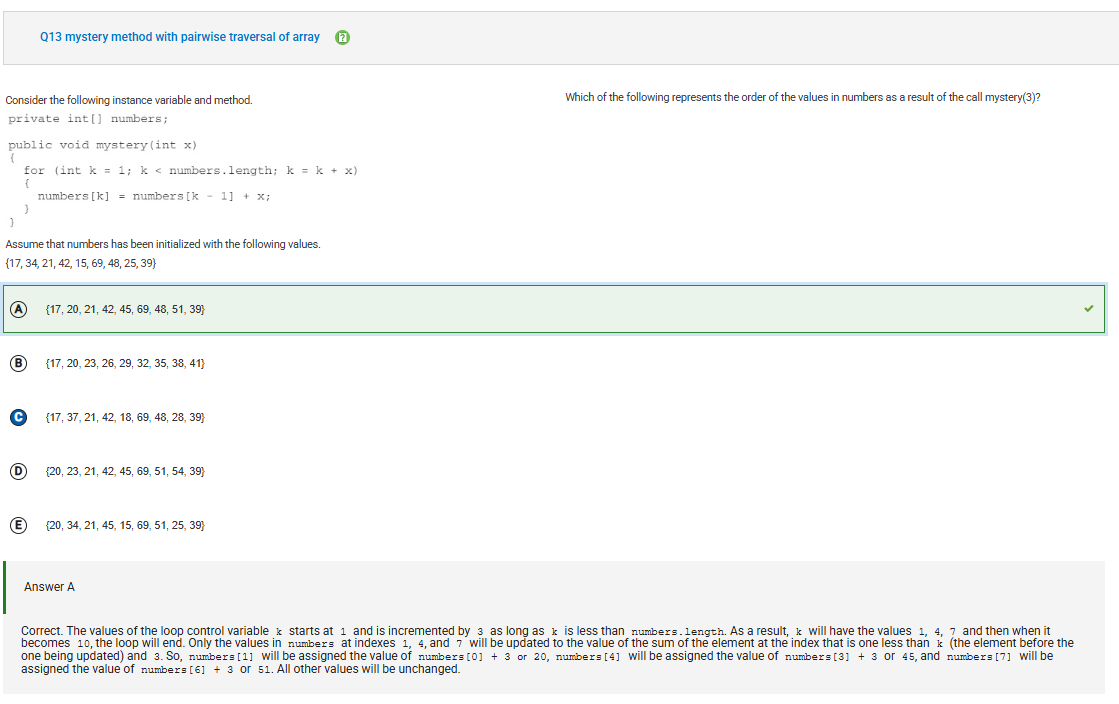 Q13 mystery method with pairwise traversal of array ?
Consider the following instance variable and method.
private int[] numbers;
public void mystery(int x)
{
for (int k = 1; k < numbers.length; k = k + x)
{
numbers[k] = numbers[k - 1] + x;
}
}
Assume that numbers has been initialized with the following values.
{17, 34, 21, 42, 15, 69, 48, 25, 39}
Which of the following represents the order of the values in numbers as a result of the call mystery(3)?
A {17, 20, 21, 42, 45, 69, 48, 51, 39}
B {17, 20, 23, 26, 29, 32, 35, 38, 41}
C {17, 37, 21, 42, 18, 69, 48, 28, 39}
D {20, 23, 21, 42, 45, 69, 51, 54, 39}
E {20, 34, 21, 45, 15, 69, 51, 25, 39}
Answer A
Correct. The values of the loop control variable k starts at 1 and is incremented by 3 as long as k is less than numbers.length. As a result, k will have the values 1, 4, 7 and then when it
becomes 10, the loop will end. Only the values in numbers at indexes 1, 4, and 7 will be updated to the value of the sum of the element at the index that is one less than k (the element before the
one being updated) and 3. So, numbers[1] will be assigned the value of numbers[0] + 3 or 20, numbers[4] will be assigned the value of numbers[3] + 3 or 45, and numbers[7] will be
assigned the value of numbers[6] + 3 or 51. All other values will be unchanged.